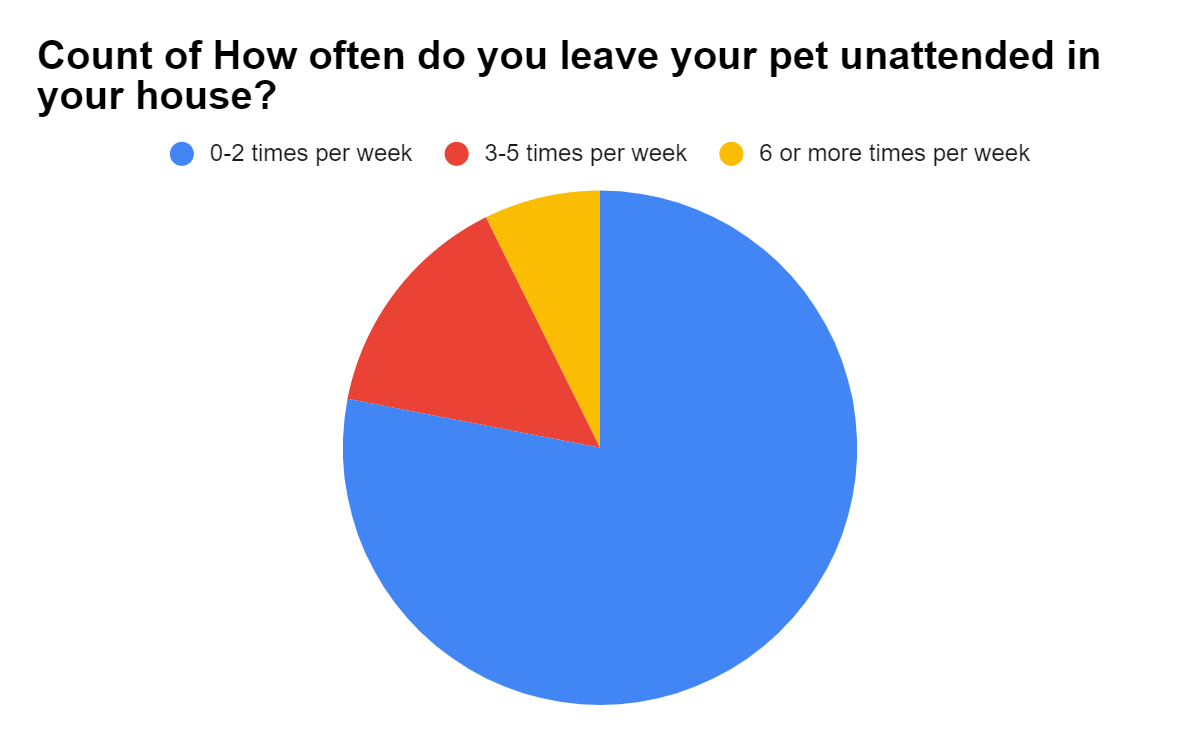 Count of How often do you leave your pet unattended in
your house?
0-2 times per week 3-5 times per week 6 or more times per week